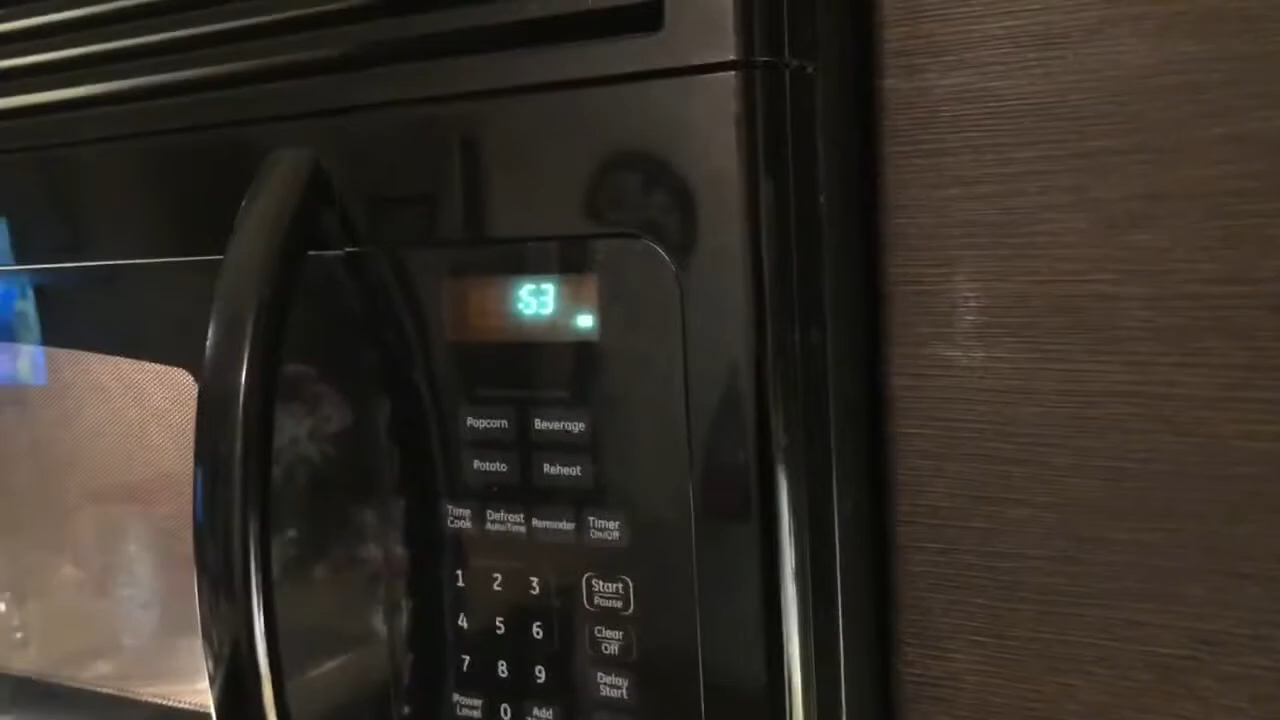 :53
Popcorn Beverage
Potato Reheat
Time Cook Defrost Auto/Time Reminder Timer On/Off
1 2 3 Start Pause
4 5 6 Clear Off
7 8 9 Delay Start
Power Level 0 Add